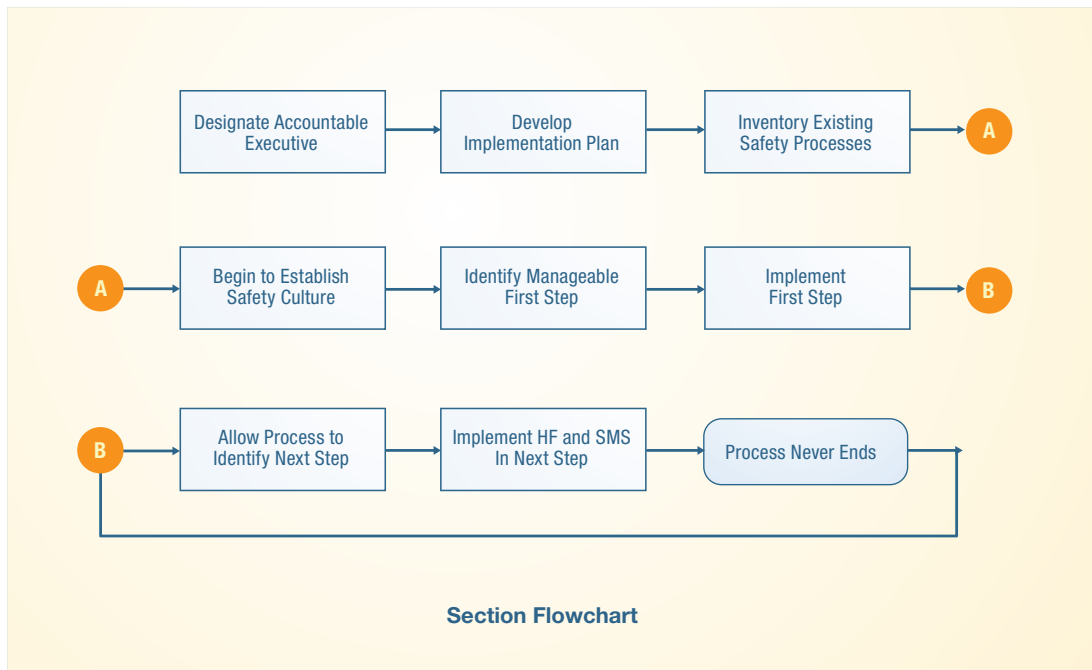 Designate Accountable
Executive
Develop
Implementation Plan
Inventory Existing
Safety Processes
A
A
Begin to Establish
Safety Culture
Identify Manageable
First Step
Implement
First Step
B
B
Allow Process to
Identify Next Step
Implement HF and SMS
In Next Step
Process Never Ends
Section Flowchart